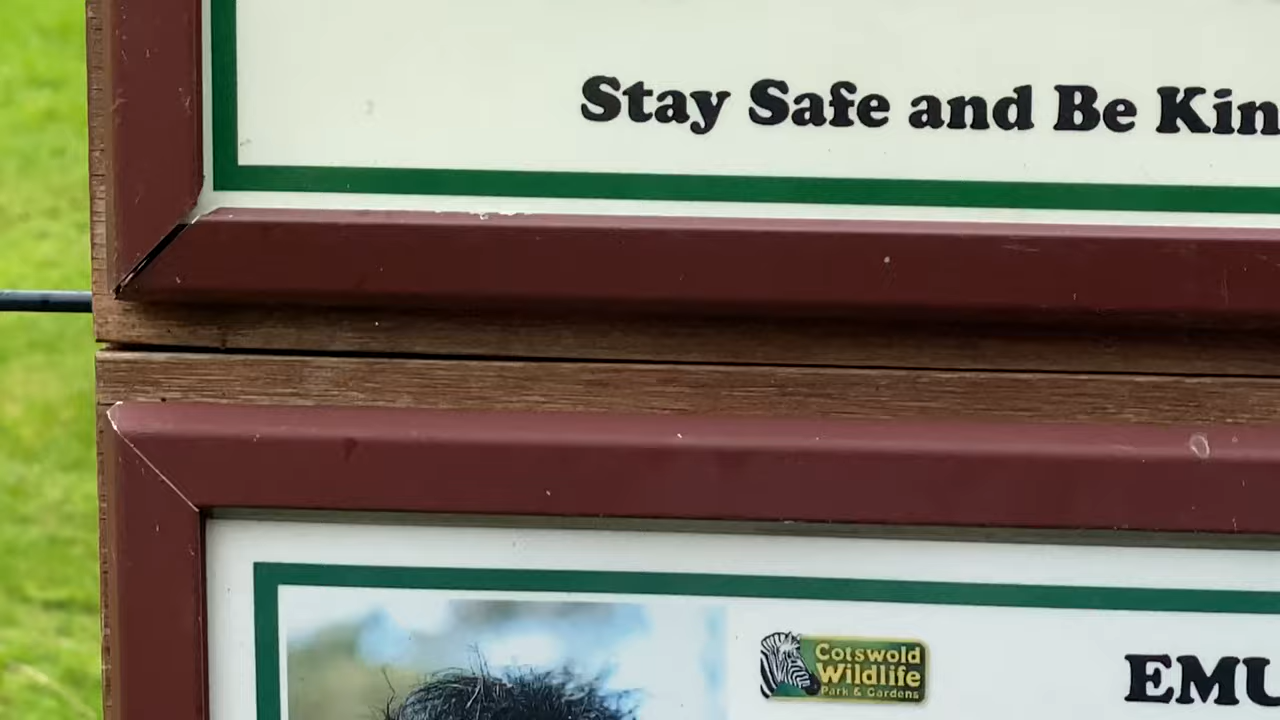 Stay Safe and Be Kin
Cotswold
Wildlife
Park & Gardens
EMU